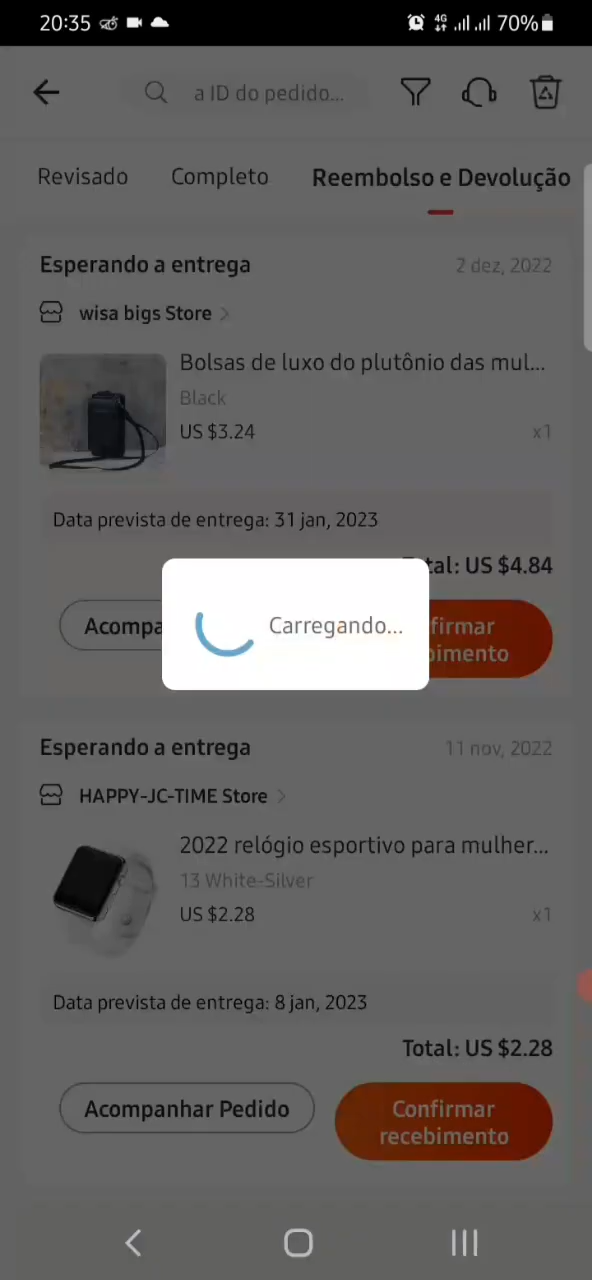 20:35
4G
70%
a ID do pedido...
Revisado
Completo
Reembolso e Devolução
Esperando a entrega
2 dez, 2022
wisa bigs Store
Bolsas de luxo do plutônio das mul...
Black
US $3.24
x1
Data prevista de entrega: 31 jan, 2023
tal: US $4.84
Acompa
Carregando...
firmar
bimento
Esperando a entrega
11 nov, 2022
HAPPY-JC-TIME Store
2022 relógio esportivo para mulher...
13 White-Silver
US $2.28
x1
Data prevista de entrega: 8 jan, 2023
Total: US $2.28
Acompanhar Pedido
Confirmar
recebimento